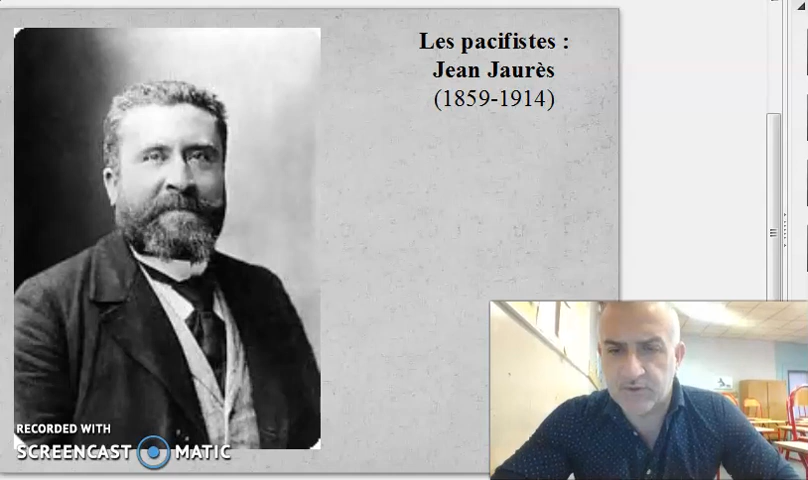 Les pacifistes :
Jean Jaurès
(1859-1914)
RECORDED WITH
SCREENCAST MATIC